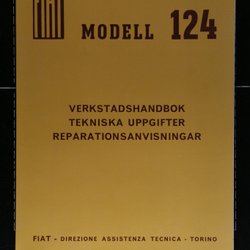 FIAT
MODELL 124
VERKSTADSHANDBOK
TEKNISKA UPPGIFTER
REPARATIONSANVISNINGAR
FIAT - DIREZIONE ASSISTENZA TECNICA - TORINO